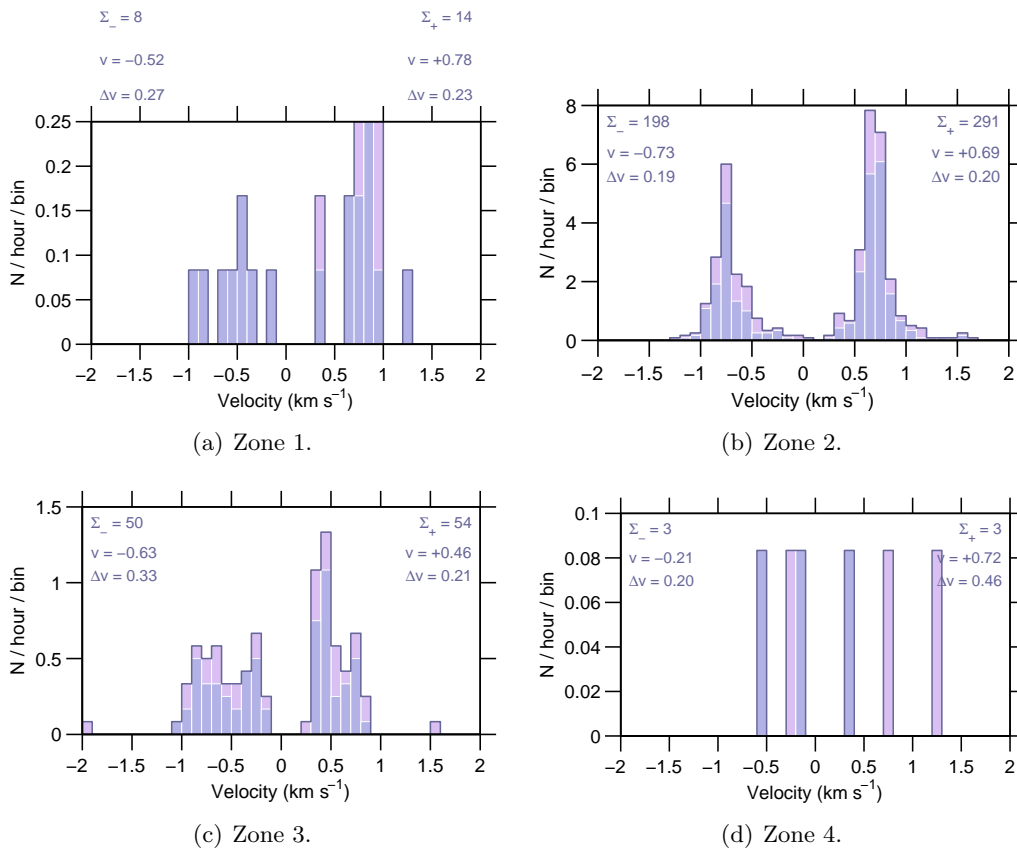 Σ− = 8
Σ+ = 14
v = −0.52
v = +0.78
Δv = 0.27
Δv = 0.23
0.25
0.2
0.15
0.1
0.05
0
N / hour / bin
−2 −1.5 −1 −0.5 0 0.5 1 1.5 2
Velocity (km s−1)
(a) Zone 1.
Σ− = 198
Σ+ = 291
v = −0.73
v = +0.69
Δv = 0.19
Δv = 0.20
8
6
4
2
0
N / hour / bin
−2 −1.5 −1 −0.5 0 0.5 1 1.5 2
Velocity (km s−1)
(b) Zone 2.
Σ− = 50
Σ+ = 54
v = −0.63
v = +0.46
Δv = 0.33
Δv = 0.21
1.5
1
0.5
0
N / hour / bin
−2 −1.5 −1 −0.5 0 0.5 1 1.5 2
Velocity (km s−1)
(c) Zone 3.
Σ− = 3
Σ+ = 3
v = −0.21
v = +0.72
Δv = 0.20
Δv = 0.46
0.1
0.08
0.06
0.04
0.02
0
N / hour / bin
−2 −1.5 −1 −0.5 0 0.5 1 1.5 2
Velocity (km s−1)
(d) Zone 4.